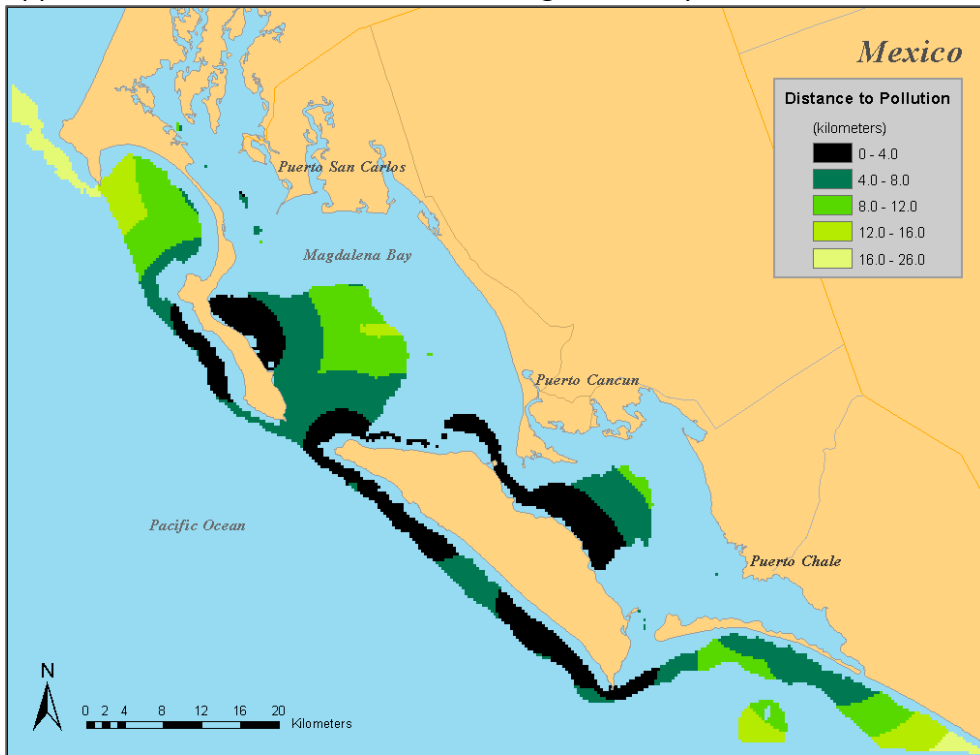 Mexico
Distance to Pollution
(kilometers)
0 - 4.0
4.0 - 8.0
8.0 - 12.0
12.0 - 16.0
16.0 - 26.0
Puerto San Carlos
Magdalena Bay
Puerto Cancun
Pacific Ocean
Puerto Chale
N
0 2 4 8 12 16 20
Kilometers